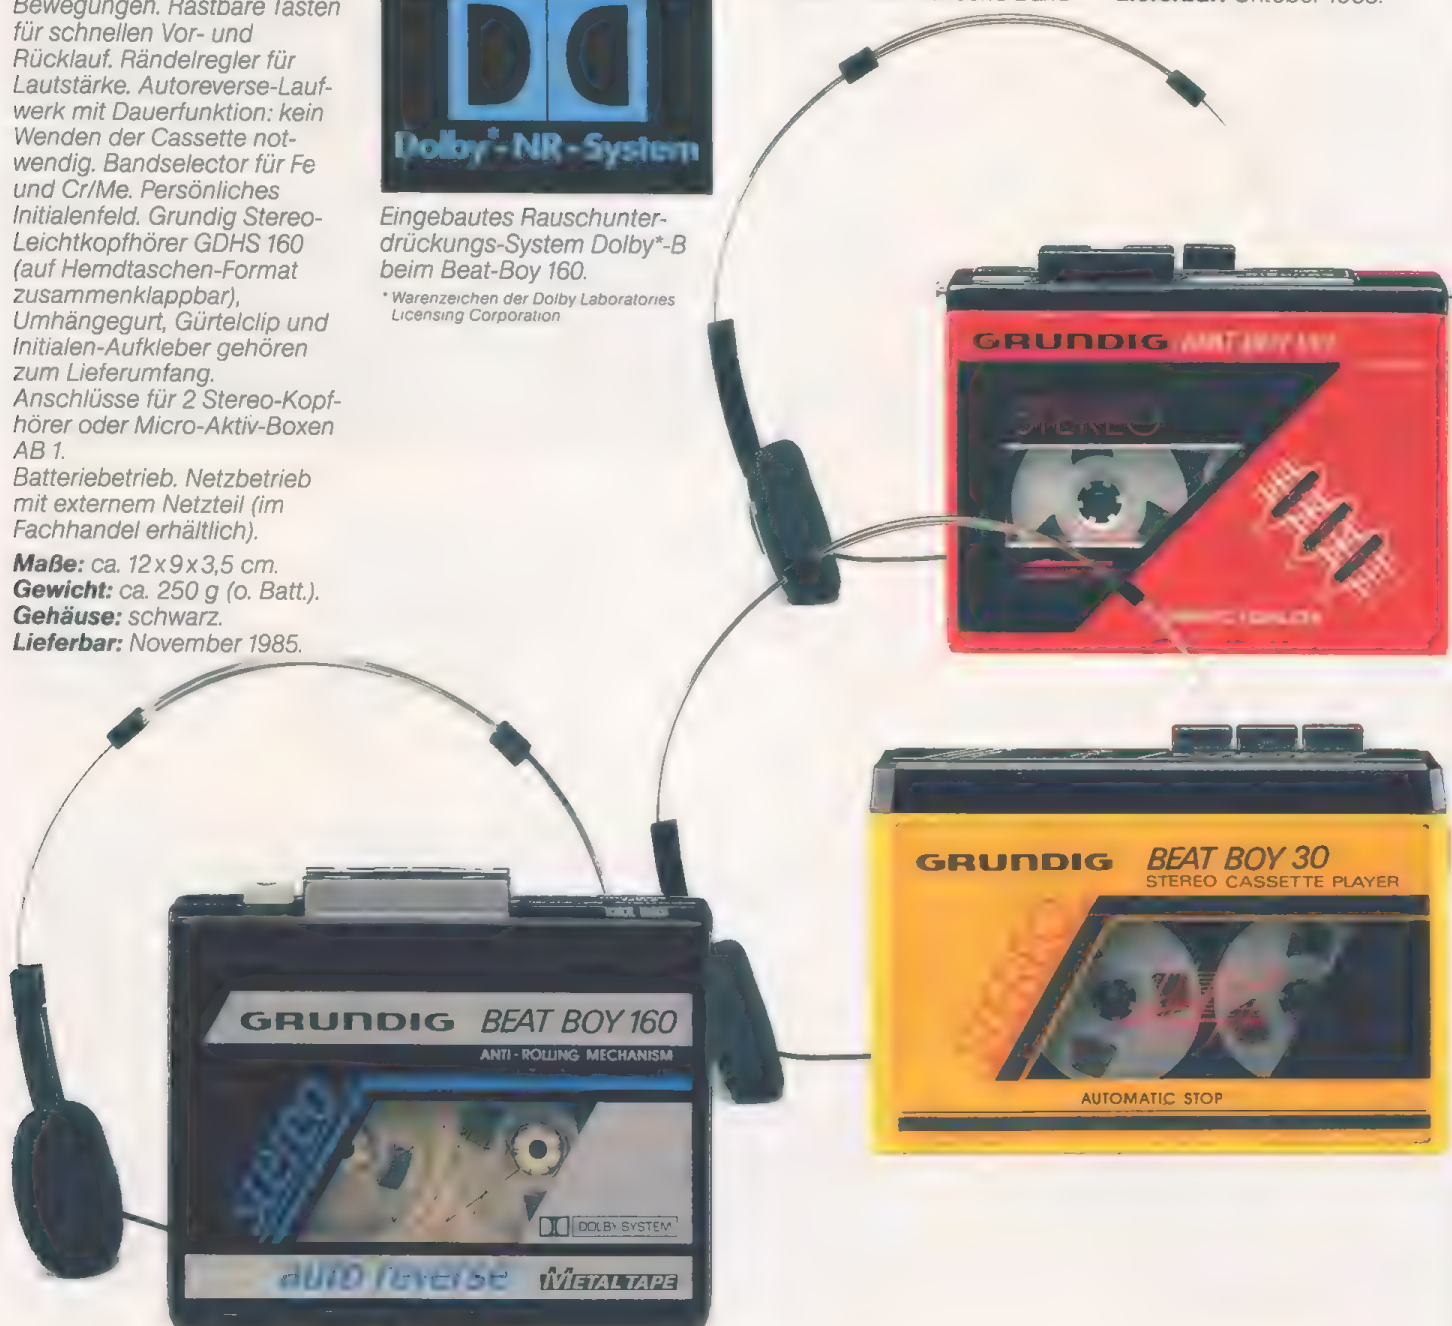 Bewegungen. Rastbare Tasten
für schnellen Vor- und
Rücklauf. Rändelregler für
Lautstärke. Autoreverse-Lauf-
werk mit Dauerfunktion: kein
Wenden der Cassette not-
wendig. Bandselector für Fe
und Cr/Me. Persönliches
Initialenfeld. Grundig Stereo-
Leichtkopfhörer GDHS 160
(auf Hemdtaschen-Format
zusammenklappbar),
Umhängegurt, Gürtelclip und
Initialen-Aufkleber gehören
zum Lieferumfang.
Anschlüsse für 2 Stereo-Kopf-
hörer oder Micro-Aktiv-Boxen
AB 1.
Batteriebetrieb. Netzbetrieb
mit externem Netzteil (im
Fachhandel erhältlich).
Maße: ca. 12x9x3,5 cm.
Gewicht: ca. 250 g (o. Batt.).
Gehäuse: schwarz.
Lieferbar: November 1985.
Dolby*-NR-System
Eingebautes Rauschunter-
drückungs-System Dolby*-B
beim Beat-Boy 160.
* Warenzeichen der Dolby Laboratories
Licensing Corporation
Lieferbar: Oktober 1985.
GRUNDIG
STEREO
GRUNDIG BEAT BOY 30
STEREO CASSETTE PLAYER
AUTOMATIC STOP
GRUNDIG BEAT BOY 160
ANTI-ROLLING MECHANISM
stereo
DOLBY SYSTEM
auto reverse METAL TAPE